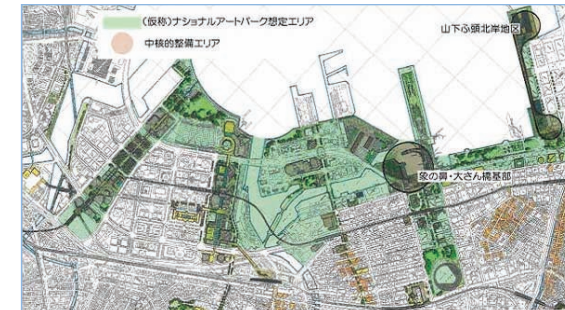 (仮称)ナショナルアートパーク想定エリア
中核的整備エリア
山下ふ頭北岸地区
象の鼻・大さん橋基部